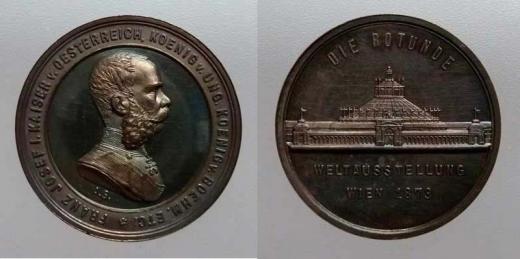 FRANZ JOSEF I. KAISER V. OESTERREICH, KOENIG V. UNG. KOENIG V. BOEHM. ETC.
J.S.
DIE ROTUNDE
WELTAUSSTELLUNG
WIEN 1873